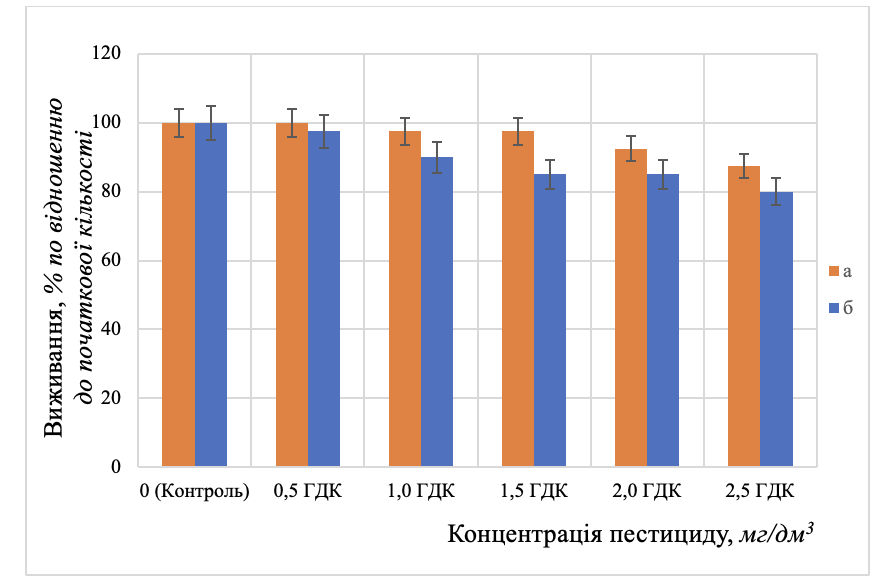 120
100
80
60
40
20
0
Виживання, % по відношенню
до початкової кількості
0 (Контроль) 0,5 ГДК 1,0 ГДК 1,5 ГДК 2,0 ГДК 2,5 ГДК
Концентрація пестициду, мг/дм³
а
б